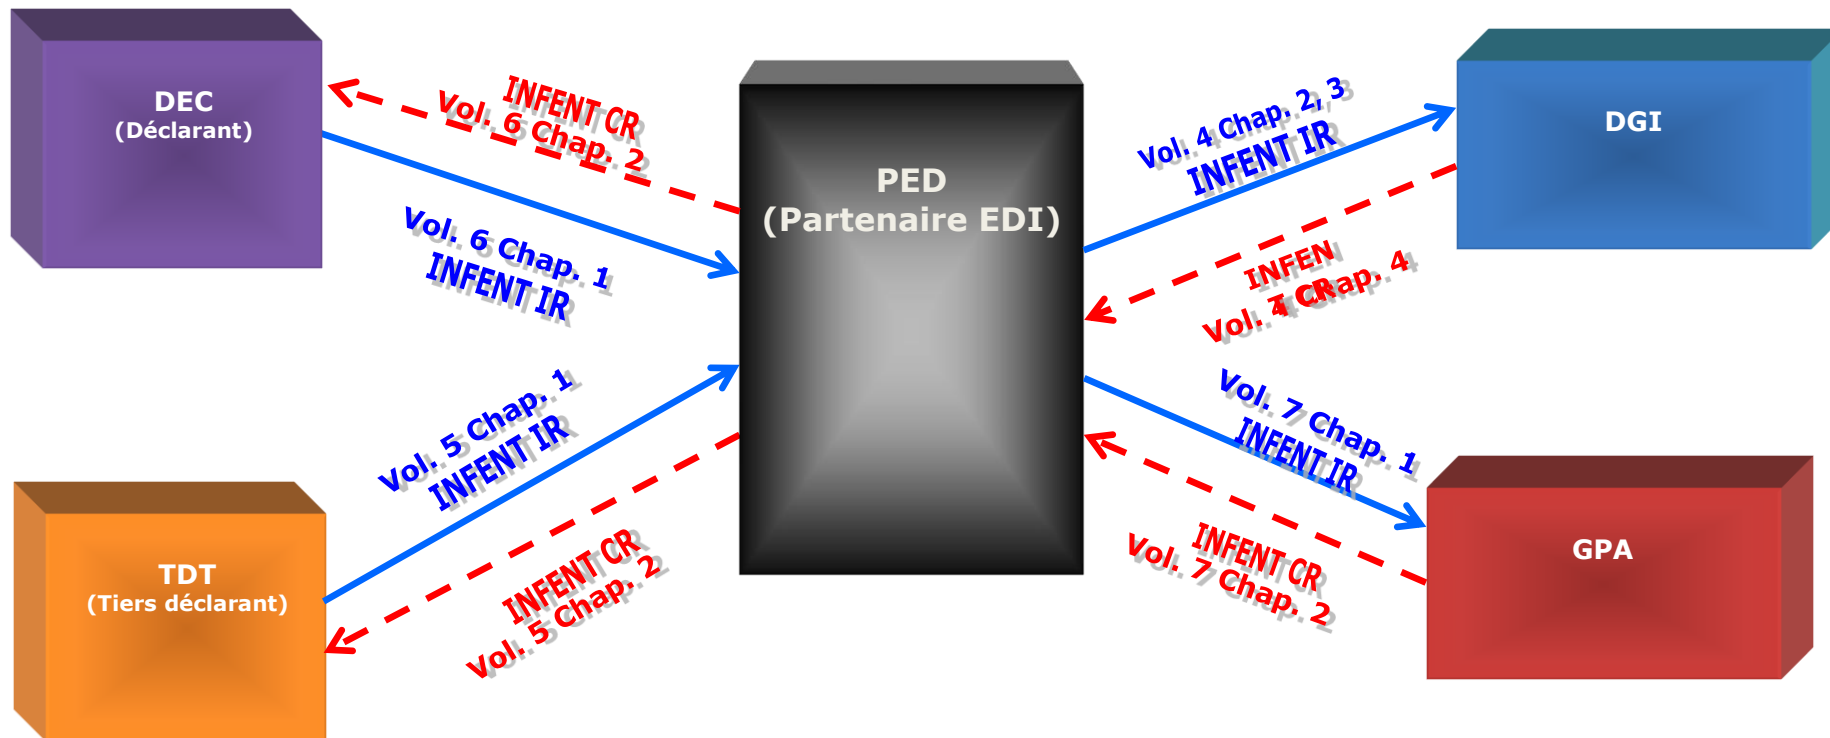 DEC
(Déclarant)
INFENT CR
Vol. 6 Chap. 2
Vol. 6 Chap. 1
INFENT IR
PED
(Partenaire EDI)
Vol. 4 Chap. 2, 3
INFENT IR
DGI
INFEN
T CR
Vol. 4 Chap. 4
Vol. 5 Chap. 1
INFENT IR
INFENT CR
Vol. 5 Chap. 2
TDT
(Tiers déclarant)
Vol. 7 Chap. 1
INFENT IR
INFENT CR
Vol. 7 Chap. 2
GPA